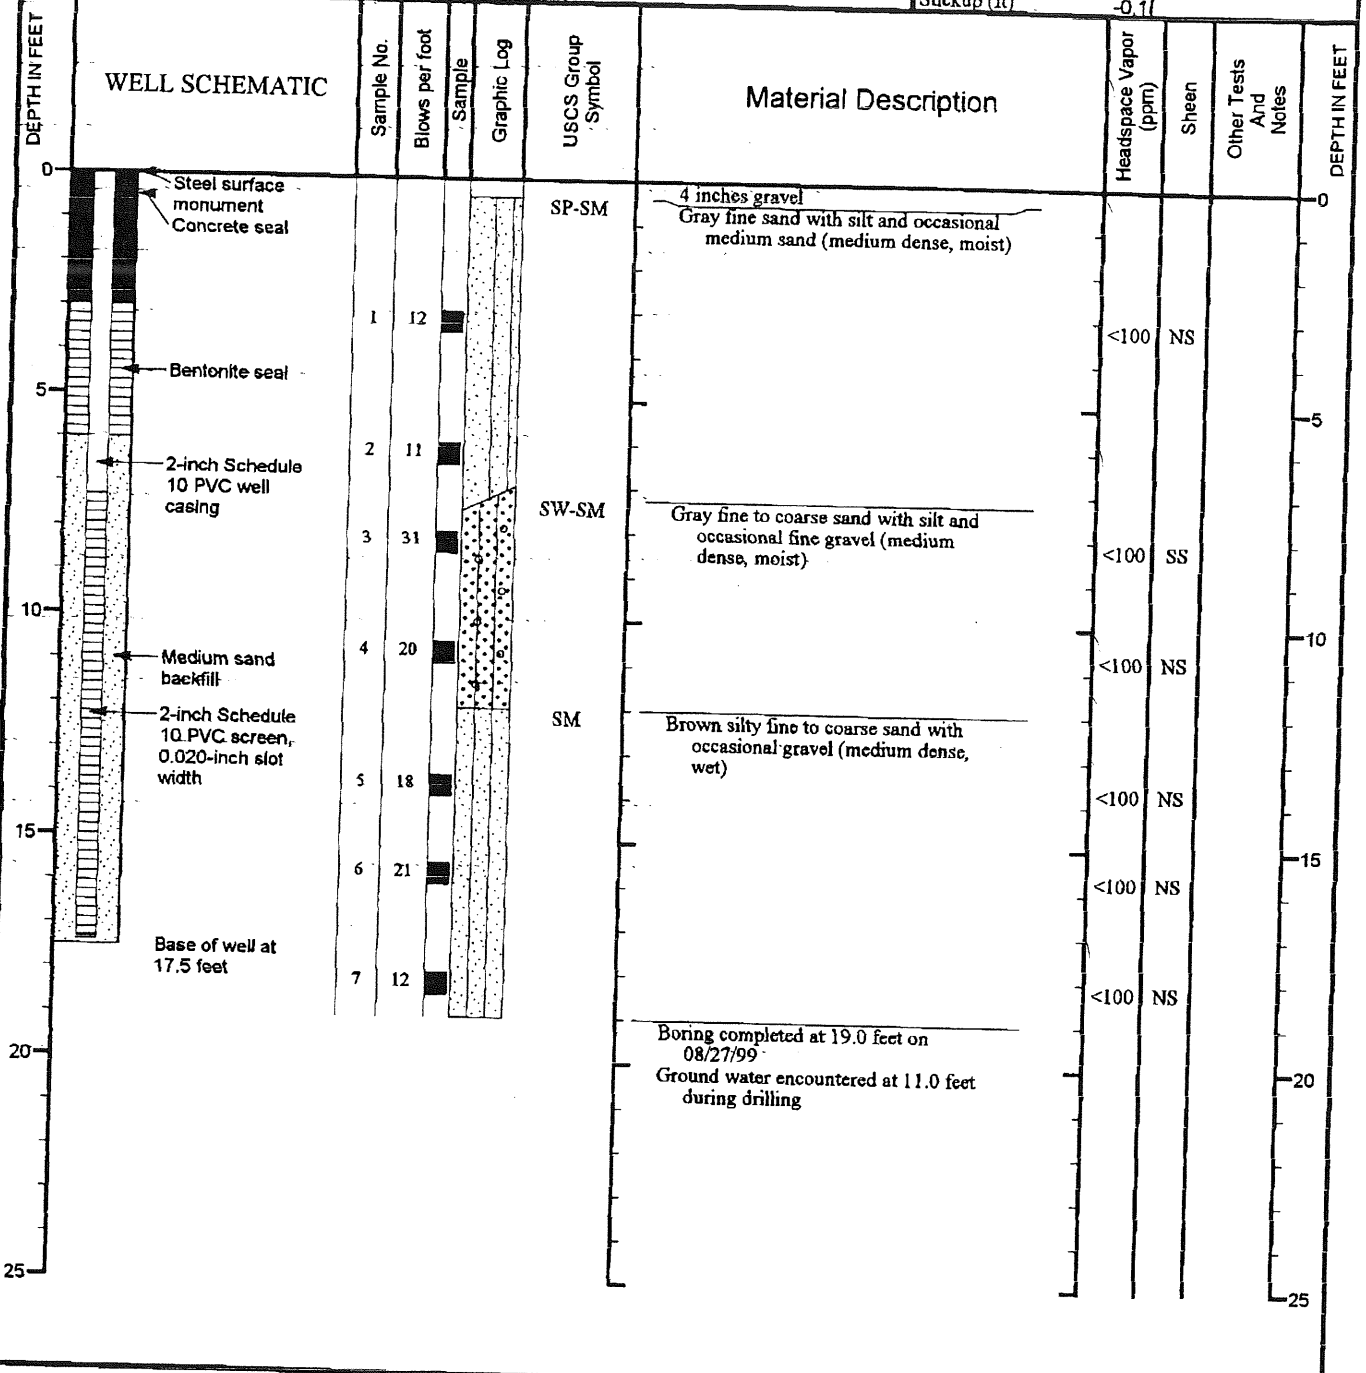 Stickup (ft) -0.11
DEPTH IN FEET
WELL SCHEMATIC
Sample No.
Blows per foot
Sample
Graphic Log
USCS Group
Symbol
Material Description
Headspace Vapor
(ppm)
Sheen
Other Tests
And
Notes
DEPTH IN FEET
0
Steel surface
monument
Concrete seal
SP-SM
4 inches gravel
Gray fine sand with silt and occasional
medium sand (medium dense, moist)
0
1 12
<100 NS
Bentonite seal
5
5
2 11
2-inch Schedule
10 PVC well
casing
SW-SM
Gray fine to coarse sand with silt and
occasional fine gravel (medium
dense, moist)
3 31
<100 SS
10
10
4 20
<100 NS
Medium sand
backfill
2-inch Schedule
10 PVC screen,
0.020-inch slot
width
SM
Brown silty fine to coarse sand with
occasional gravel (medium dense,
wet)
5 18
<100 NS
15
15
6 21
<100 NS
Base of well at
17.5 feet
7 12
<100 NS
Boring completed at 19.0 feet on
08/27/99
Ground water encountered at 11.0 feet
during drilling
20
20
25
25